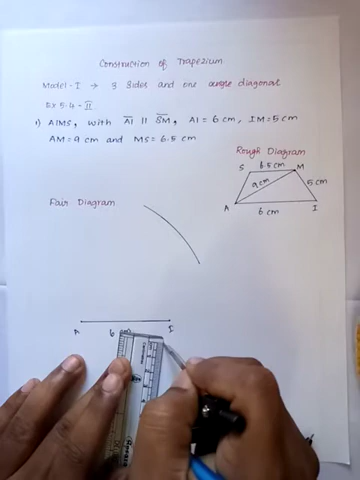 Construction of Trapezium
Model - I → 3 Sides and one diagonal
Ex 5.4 - II
1) AIMS, with AI || SM, AI = 6 cm, IM = 5 cm
AM = 9 cm and MS = 6.5 cm
Rough Diagram
S 6.5 cm M
9 cm 5 cm
A 6 cm I
Fair Diagram
A 6 cm I